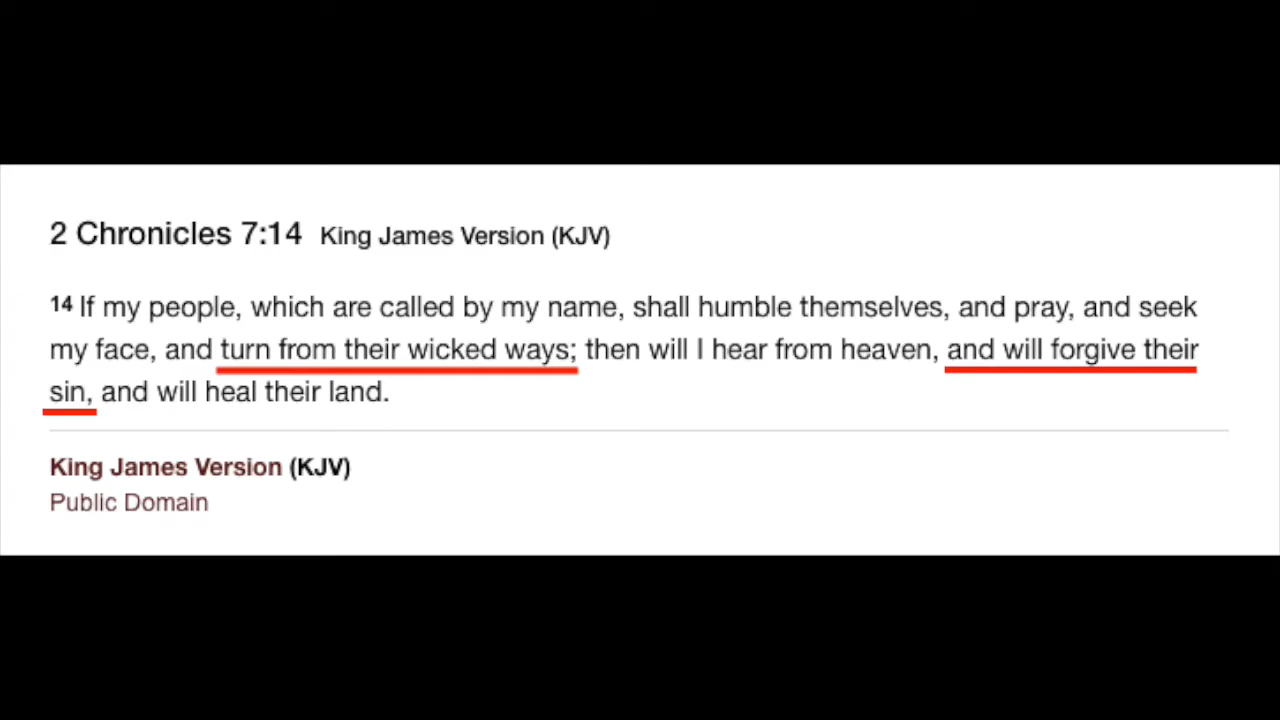 2 Chronicles 7:14 King James Version (KJV)
14 If my people, which are called by my name, shall humble themselves, and pray, and seek
my face, and turn from their wicked ways; then will I hear from heaven, and will forgive their
sin, and will heal their land.
King James Version (KJV)
Public Domain